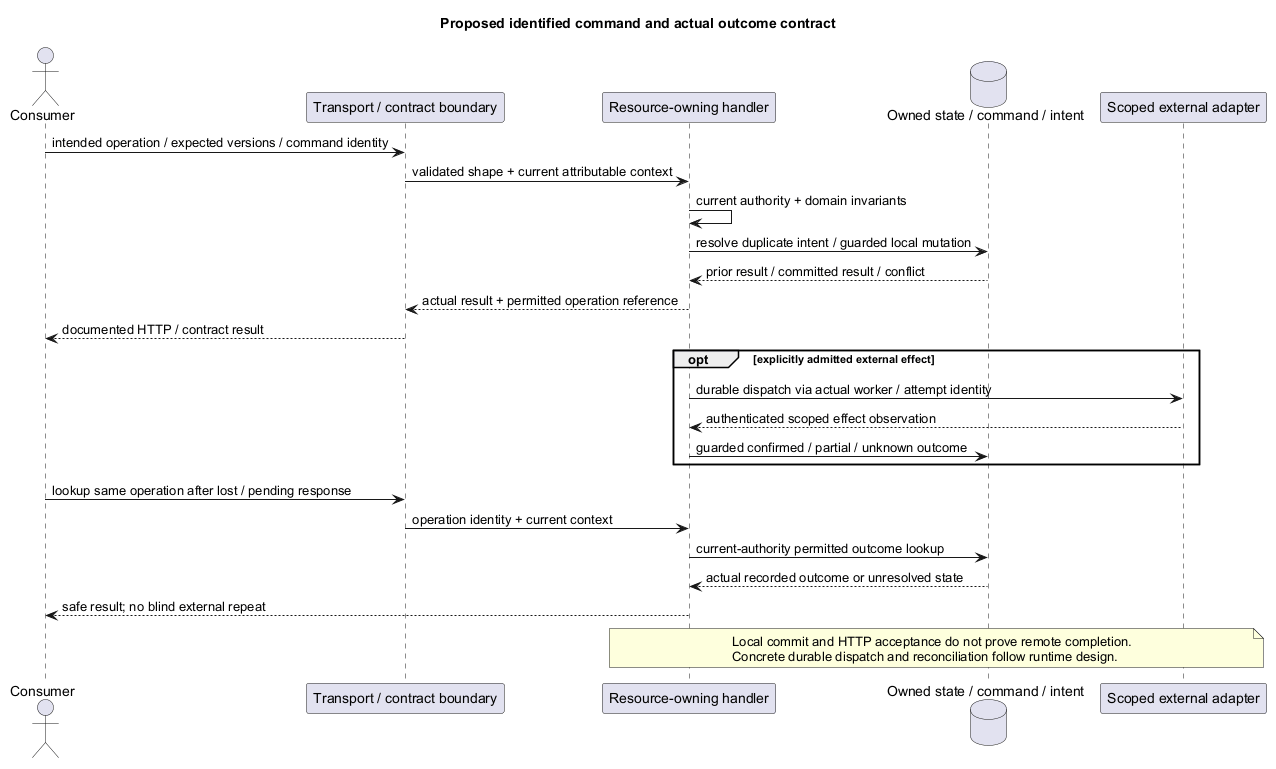 Proposed identified command and actual outcome contract
Consumer
Transport / contract boundary
Resource-owning handler
Owned state / command / intent
Scoped external adapter
intended operation / expected versions / command identity
validated shape + current attributable context
current authority + domain invariants
resolve duplicate intent / guarded local mutation
prior result / committed result / conflict
actual result + permitted operation reference
documented HTTP / contract result
opt
[explicitly admitted external effect]
durable dispatch via actual worker / attempt identity
authenticated scoped effect observation
guarded confirmed / partial / unknown outcome
lookup same operation after lost / pending response
operation identity + current context
current-authority permitted outcome lookup
actual recorded outcome or unresolved state
safe result; no blind external repeat
Local commit and HTTP acceptance do not prove remote completion.
Concrete durable dispatch and reconciliation follow runtime design.
Consumer
Transport / contract boundary
Resource-owning handler
Owned state / command / intent
Scoped external adapter